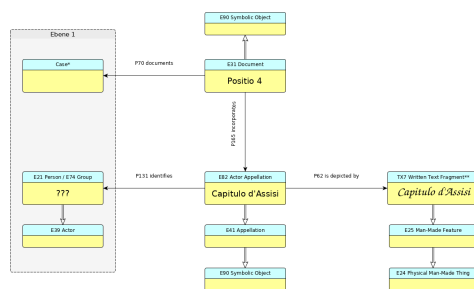 E90 Symbolic Object
Ebene 1
Case*
P70 documents
E31 Document
Positio 4
P165 incorporates
E21 Person / E74 Group
???
P131 identifies
E82 Actor Appellation
Capitulo d'Assisi
P62 is depicted by
TX7 Written Text Fragment**
Capitulo d'Assisi
E39 Actor
E41 Appellation
E25 Man-Made Feature
E90 Symbolic Object
E24 Physical Man-Made Thing